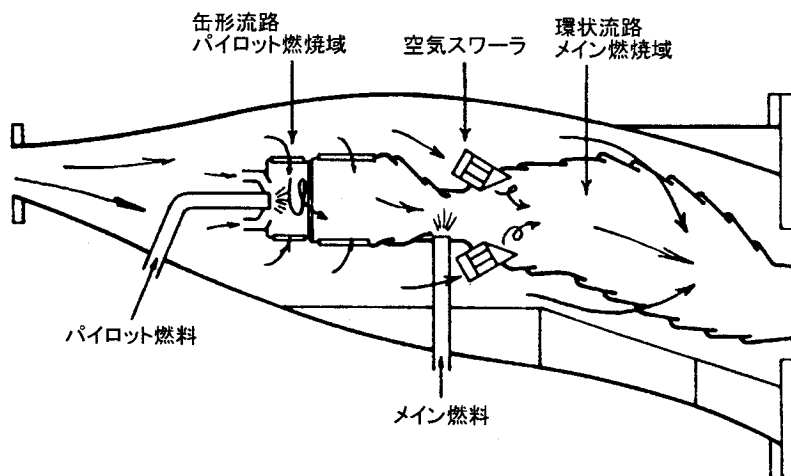 缶形流路
パイロット燃焼域
空気スワーラ
環状流路
メイン燃焼域
パイロット燃料
メイン燃料